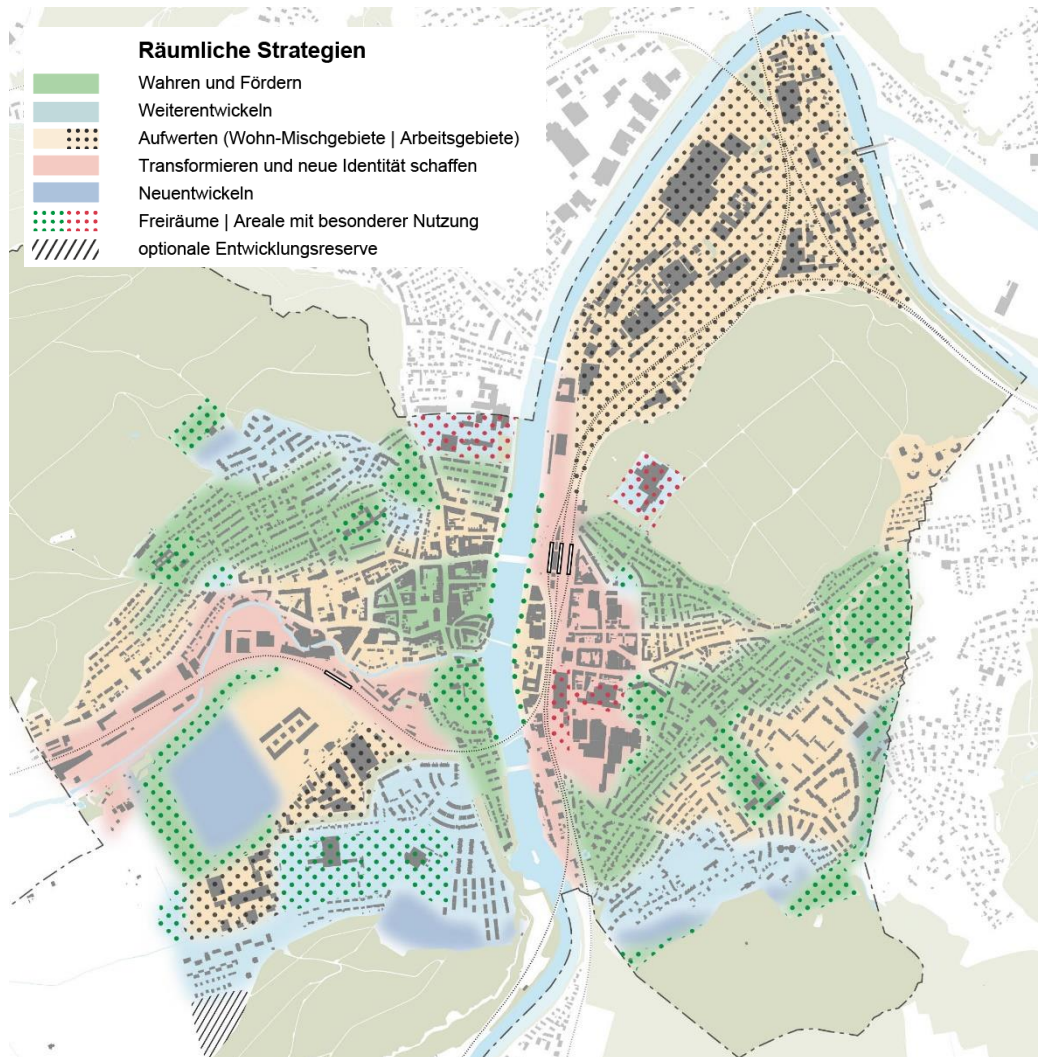 Räumliche Strategien
Wahren und Fördern
Weiterentwickeln
Aufwerten (Wohn-Mischgebiete | Arbeitsgebiete)
Transformieren und neue Identität schaffen
Neuentwickeln
Freiräume | Areale mit besonderer Nutzung
optionale Entwicklungsreserve